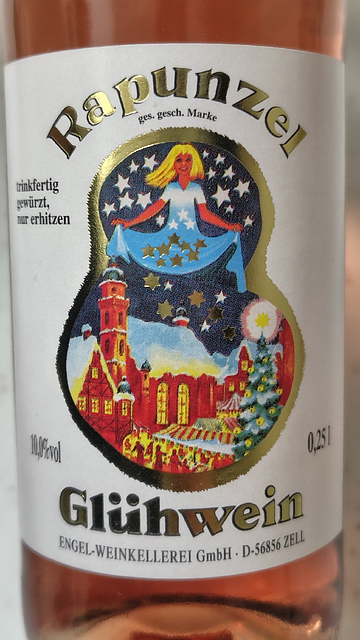 Rapunzel
ges. gesch. Marke
trinkfertig
gewürzt,
nur erhitzen
10,0%vol
0,25 l
Glühwein
ENGEL-WEINKELLEREI GmbH · D-56856 ZELL